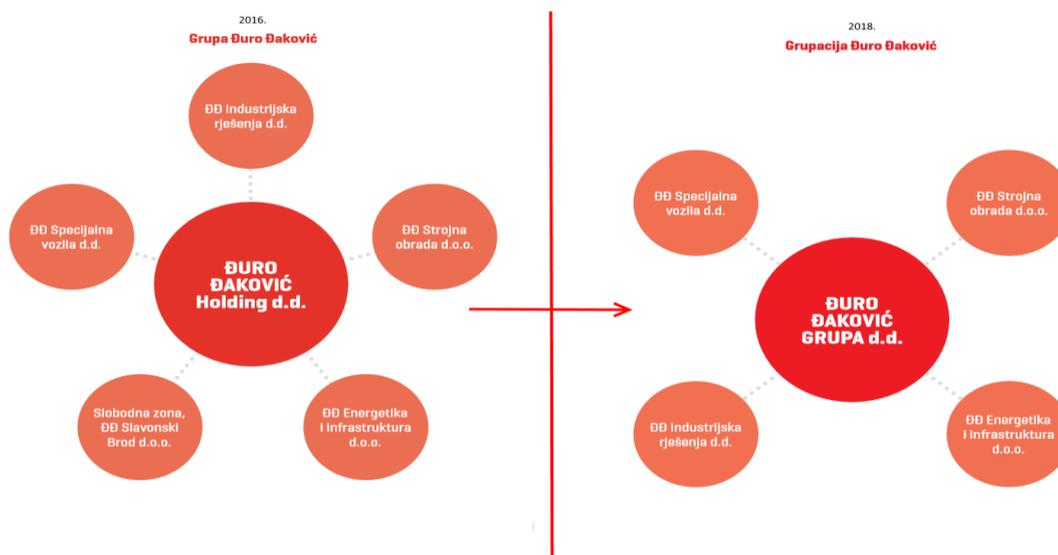 2016.
Grupa Đuro Đaković
ĐĐ Industrijska
rješenja d.d.
ĐĐ Specijalna
vozila d.d.
ĐĐ Strojna
obrada d.o.o.
ĐURO
ĐAKOVIĆ
Holding d.d.
Slobodna zona,
ĐĐ Slavonski
Brod d.o.o.
ĐĐ Energetika
i Infrastruktura
d.o.o.
2018.
Grupacija Đuro Đaković
ĐĐ Specijalna
vozila d.d.
ĐĐ Strojna
obrada d.o.o.
ĐURO
ĐAKOVIĆ
GRUPA d.d.
ĐĐ Industrijska
rješenja d.d.
ĐĐ Energetika
i Infrastruktura
d.o.o.